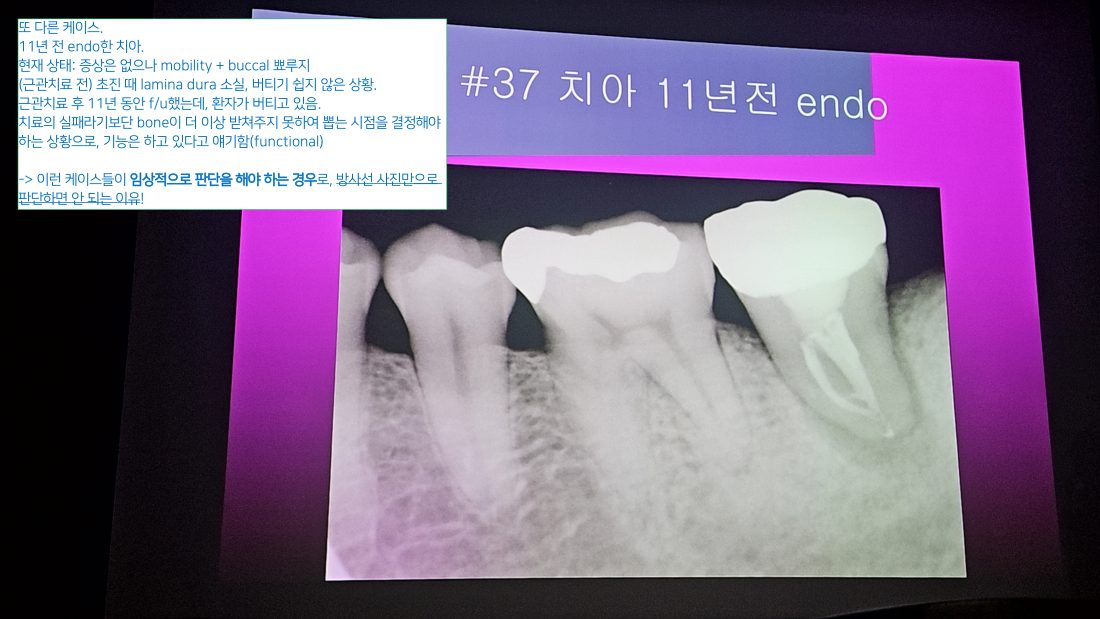 또 다른 케이스.
11년 전 endo한 치아.
현재 상태: 증상은 없으나 mobility + buccal 뾰루지
(근관치료 전) 초진 때 lamina dura 소실, 버티기 쉽지 않은 상황.
근관치료 후 11년 동안 f/u했는데, 환자가 버티고 있음.
치료의 실패라기보단 bone이 더 이상 받쳐주지 못하여 뽑는 시점을 결정해야
하는 상황으로, 기능은 하고 있다고 얘기함(functional)
-> 이런 케이스들이 임상적으로 판단을 해야 하는 경우로, 방사선 사진만으로
판단하면 안 되는 이유!
#37 치아 11년전 endo